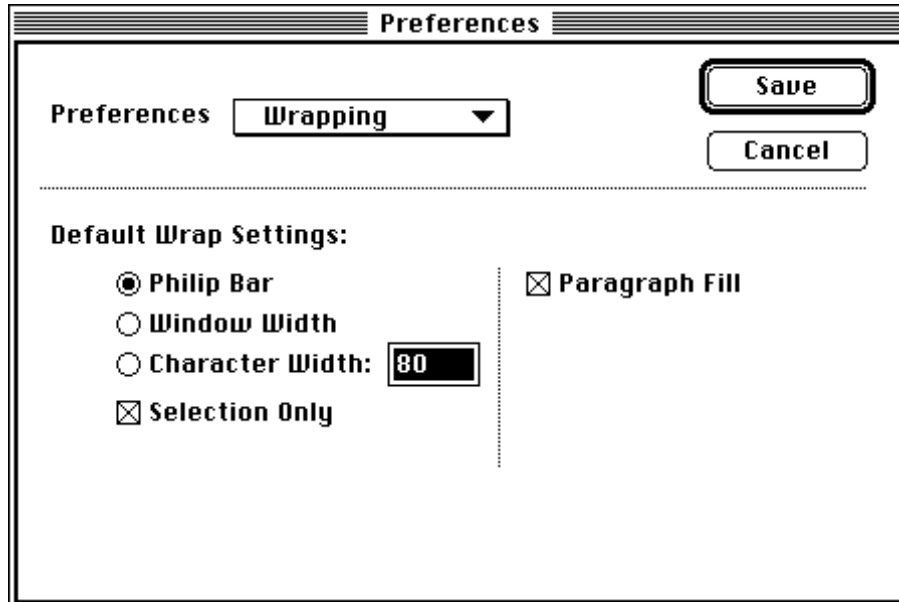 Preferences
Save
Preferences Wrapping
Cancel
Default Wrap Settings:
Philip Bar
Paragraph Fill
Window Width
Character Width: 80
Selection Only